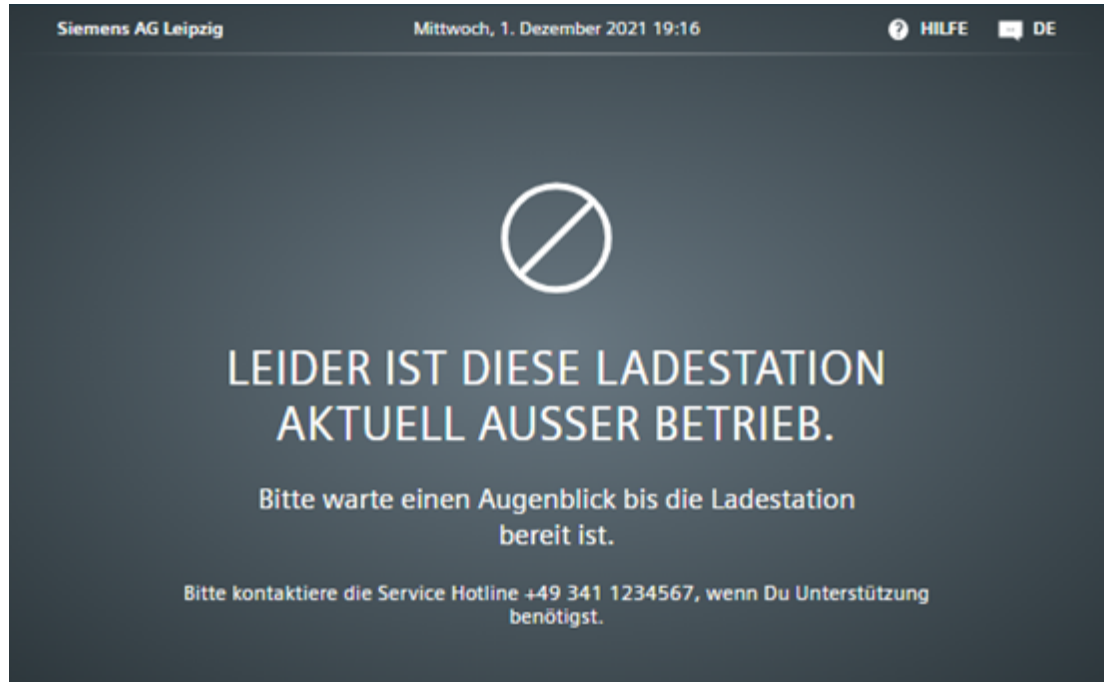 Siemens AG Leipzig
Mittwoch, 1. Dezember 2021 19:16
HILFE
DE
LEIDER IST DIESE LADESTATION
AKTUELL AUSSER BETRIEB.
Bitte warte einen Augenblick bis die Ladestation
bereit ist.
Bitte kontaktiere die Service Hotline +49 341 1234567, wenn Du Unterstützung
benötigst.